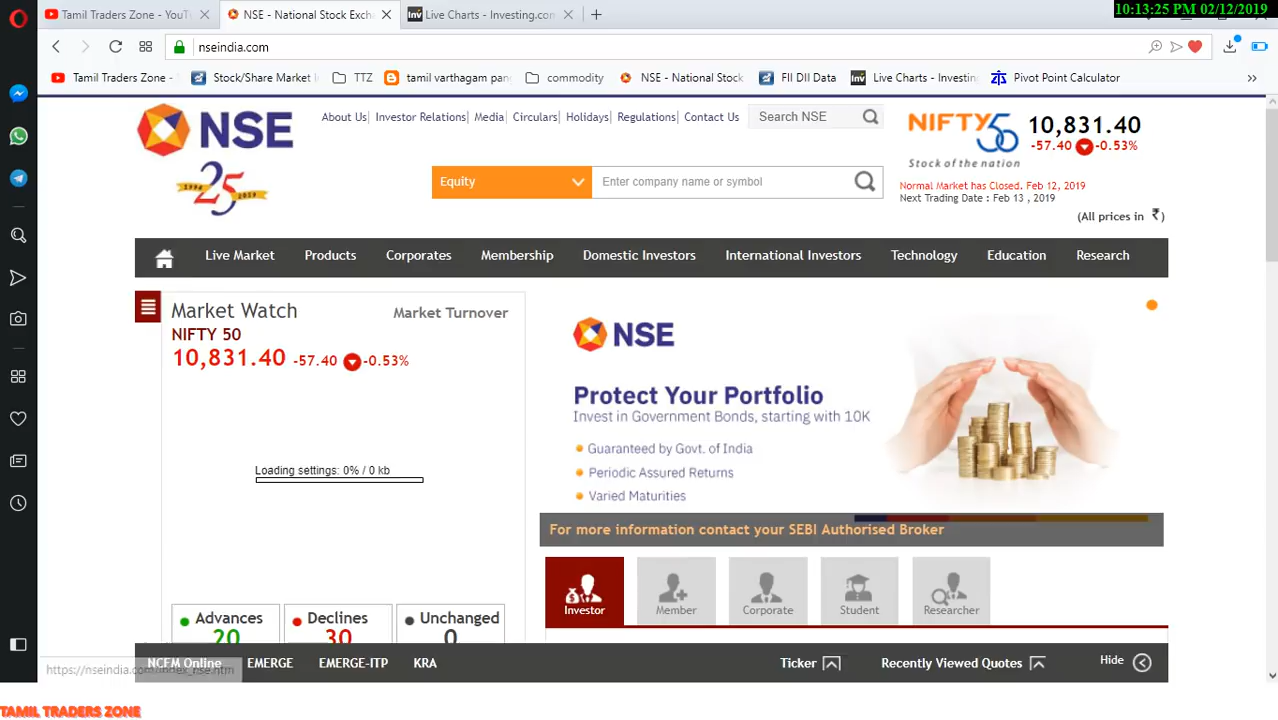 10:13:25 PM 02/12/2019
Tamil Traders Zone - YouT
NSE - National Stock Excha
Inv Live Charts - Investing.com
nseindia.com
Tamil Traders Zone -
Stock/Share Market I
TTZ
tamil varthagam pan
commodity
NSE - National Stock
FII DII Data
Inv Live Charts - Investin
Pivot Point Calculator
NSE
About Us| Investor Relations| Media| Circulars| Holidays| Regulations| Contact Us
Search NSE
NIFTY 50
Stock of the nation
10,831.40
-57.40 -0.53%
1994 25 2019
Equity
Enter company name or symbol
Normal Market has Closed. Feb 12, 2019
Next Trading Date : Feb 13 , 2019
(All prices in ₹)
Live Market Products Corporates Membership Domestic Investors International Investors Technology Education Research
Market Watch
Market Turnover
NIFTY 50
10,831.40 -57.40 -0.53%
Loading settings: 0% / 0 kb
Advances
20
Declines
30
Unchanged
0
NSE
Protect Your Portfolio
Invest in Government Bonds, starting with 10K
Guaranteed by Govt. of India
Periodic Assured Returns
Varied Maturities
For more information contact your SEBI Authorised Broker
Investor
Member
Corporate
Student
Researcher
NCFM Online EMERGE EMERGE-ITP KRA
Ticker
Recently Viewed Quotes
Hide
https://nseindia.com/index_nse.htm
TAMIL TRADERS ZONE